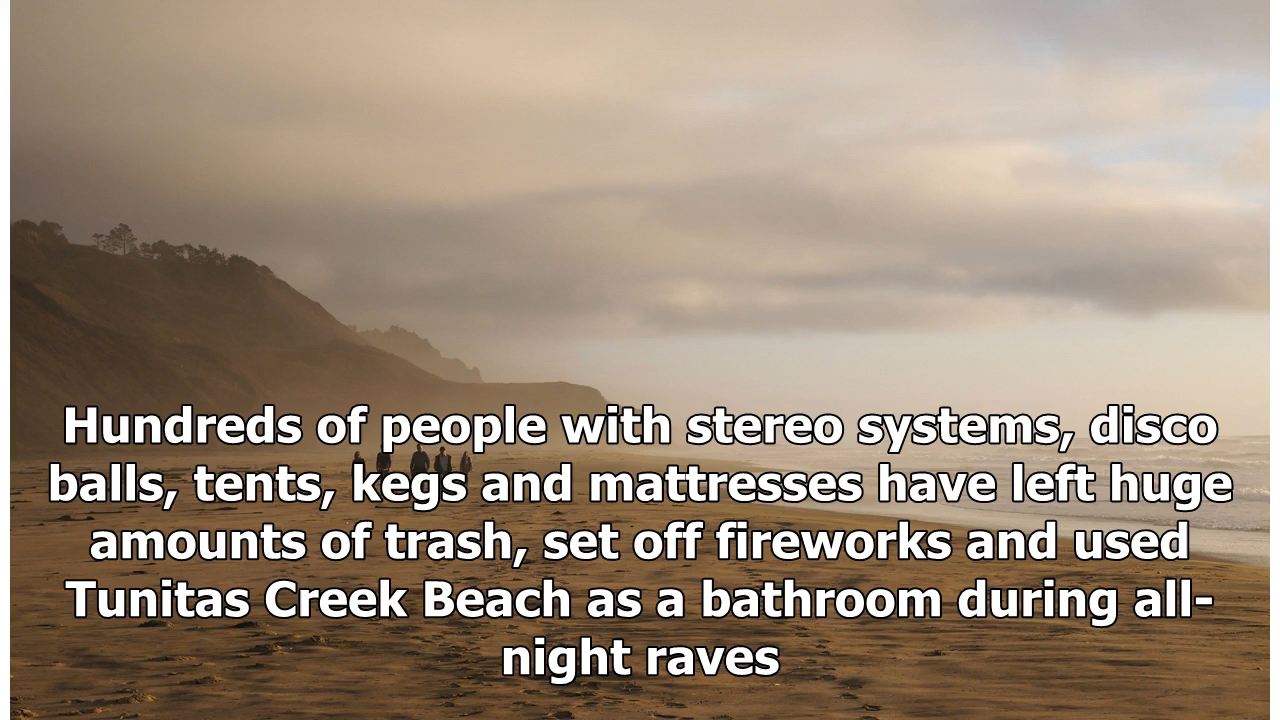 Hundreds of people with stereo systems, disco
balls, tents, kegs and mattresses have left huge
amounts of trash, set off fireworks and used
Tunitas Creek Beach as a bathroom during all-
night raves